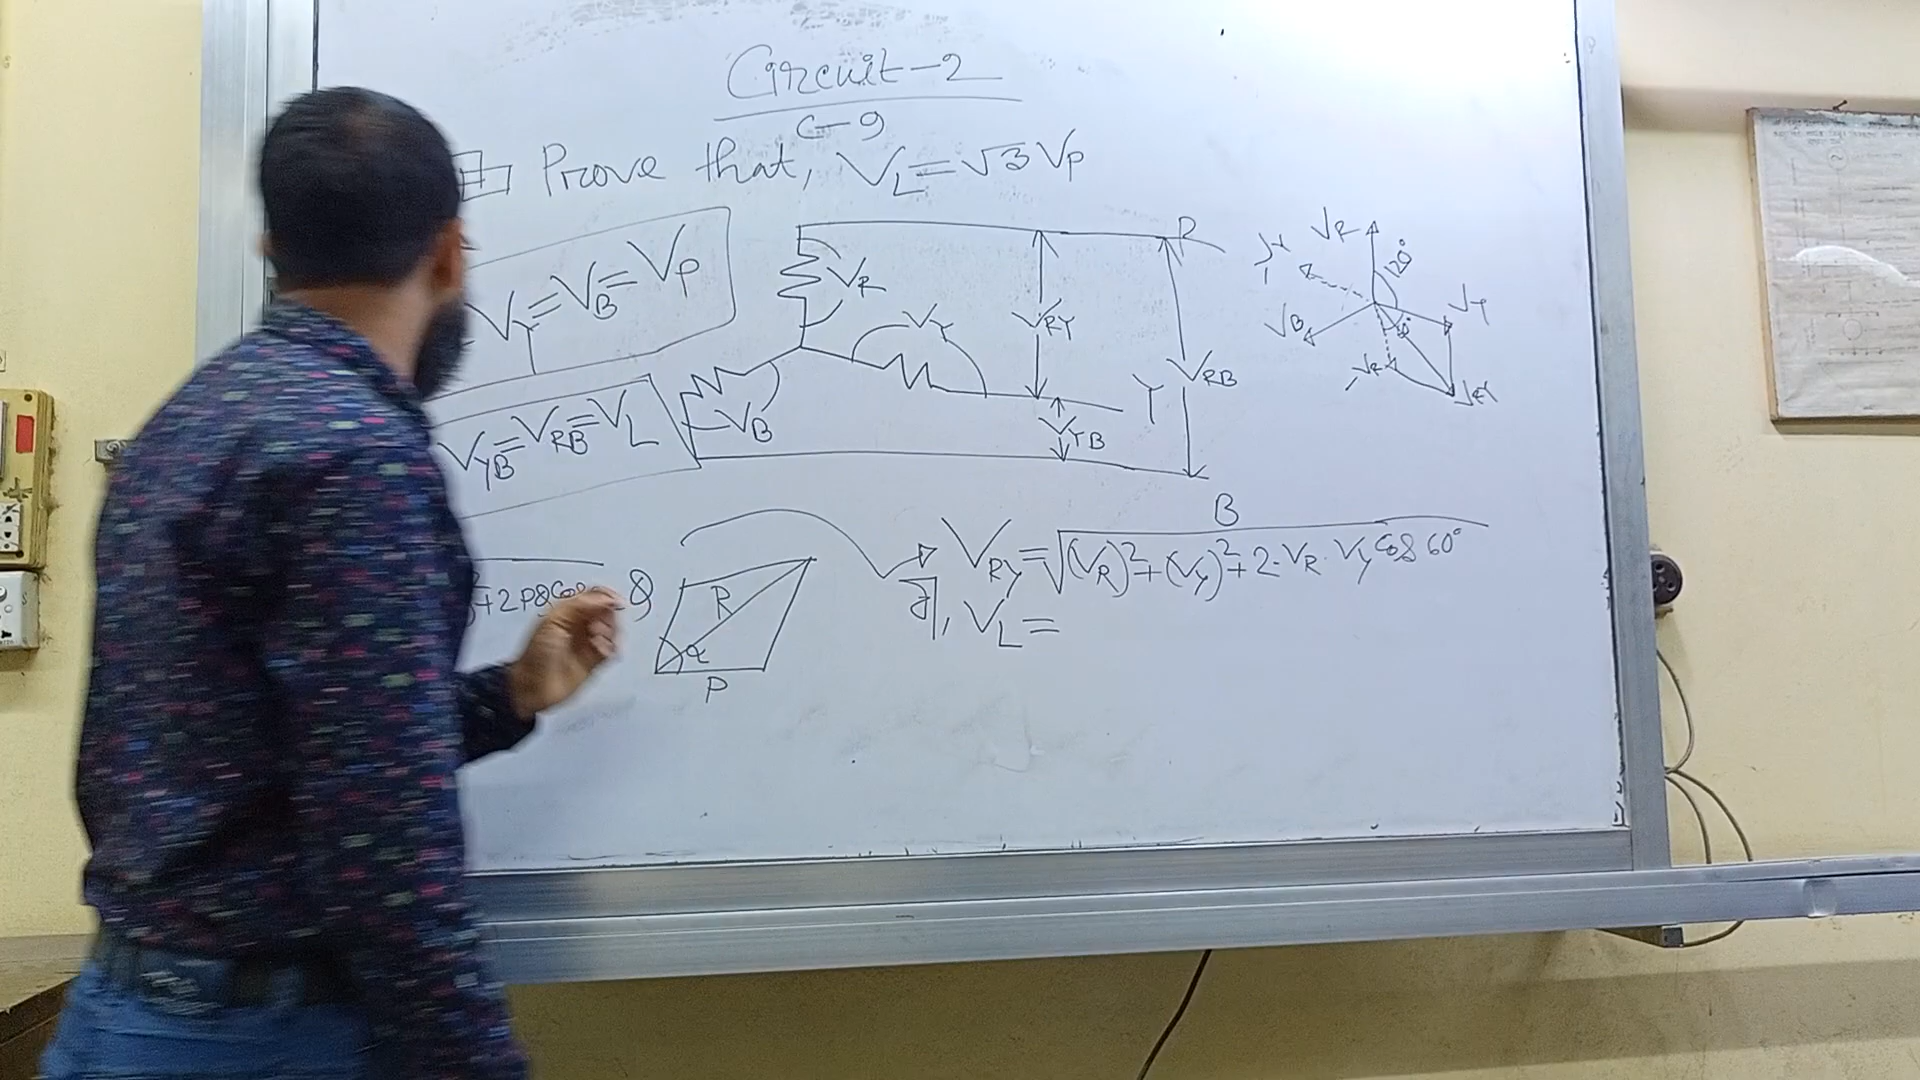 Circuit-2
C-9
Prove that, VL = √3 Vp
VY = VB = Vp
VYB = VRB = VL
VR
VY
VB
R
VRY
VRB
Y
VYB
B
VR
120°
VY
VB
60°
-VR
VRY
+2PQCos
Q
R
α
P
VRY = √(VR)²+(VY)²+2·VR·VY Cos 60°
বা, VL =